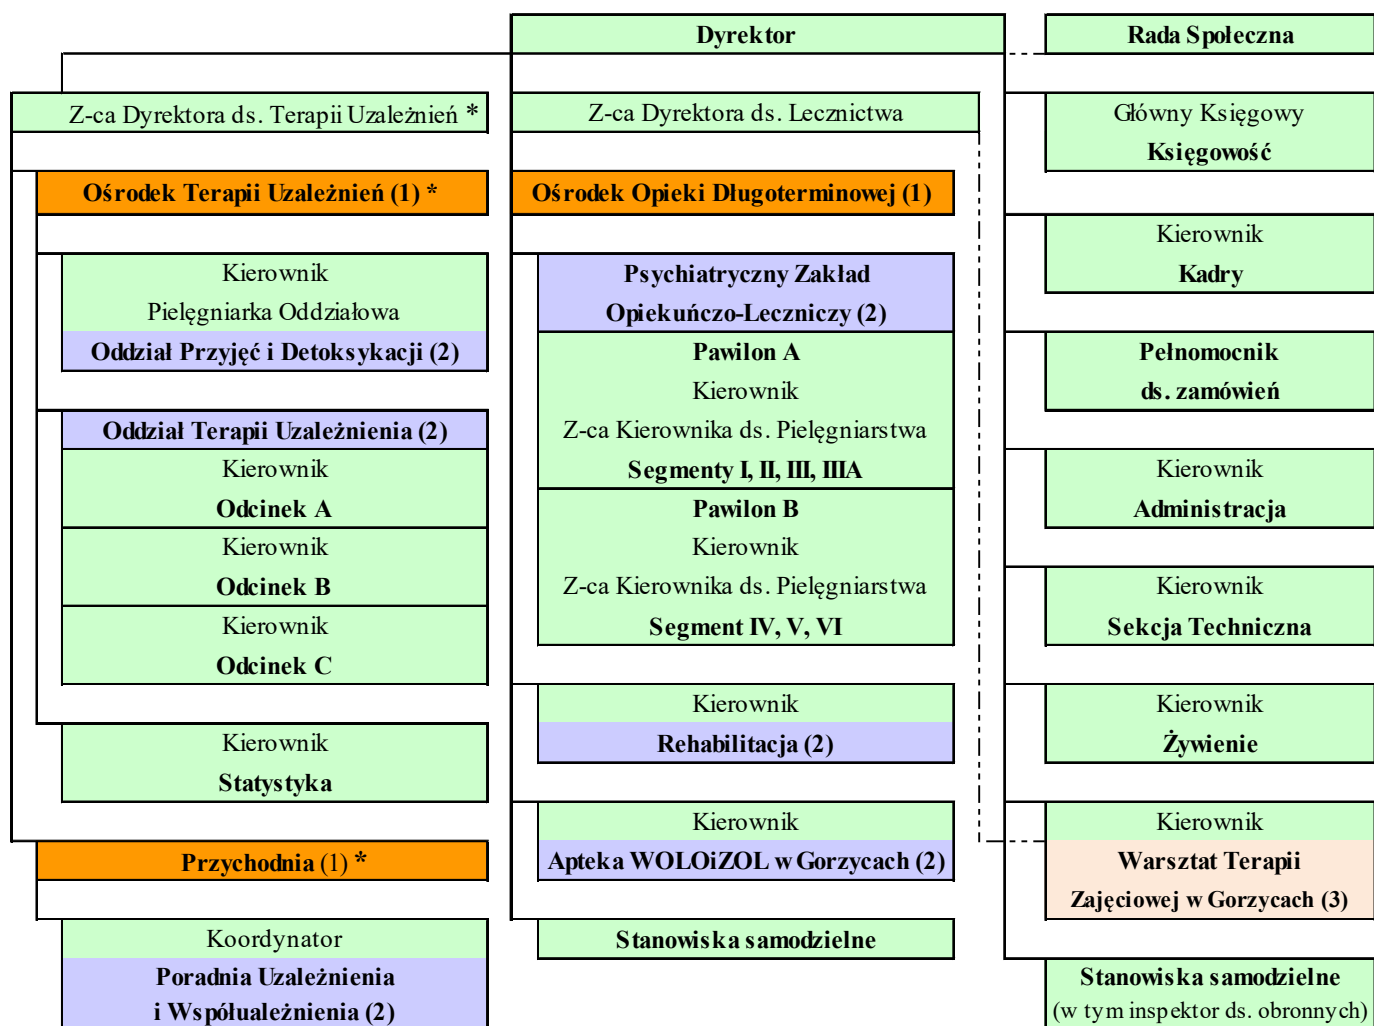 Dyrektor
Rada Społeczna
Z-ca Dyrektora ds. Terapii Uzależnień *
Ośrodek Terapii Uzależnień (1) *
Kierownik
Pielęgniarka Oddziałowa
Oddział Przyjęć i Detoksykacji (2)
Oddział Terapii Uzależnienia (2)
Kierownik
Odcinek A
Kierownik
Odcinek B
Kierownik
Odcinek C
Kierownik
Statystyka
Przychodnia (1) *
Koordynator
Poradnia Uzależnienia
i Współuależnienia (2)
Z-ca Dyrektora ds. Lecznictwa
Ośrodek Opieki Długoterminowej (1)
Psychiatryczny Zakład
Opiekuńczo-Leczniczy (2)
Pawilon A
Kierownik
Z-ca Kierownika ds. Pielęgniarstwa
Segmenty I, II, III, IIIA
Pawilon B
Kierownik
Z-ca Kierownika ds. Pielęgniarstwa
Segment IV, V, VI
Kierownik
Rehabilitacja (2)
Kierownik
Apteka WOLOiZOL w Gorzycach (2)
Stanowiska samodzielne
Główny Księgowy
Księgowość
Kierownik
Kadry
Pełnomocnik
ds. zamówień
Kierownik
Administracja
Kierownik
Sekcja Techniczna
Kierownik
Żywienie
Kierownik
Warsztat Terapii
Zajęciowej w Gorzycach (3)
Stanowiska samodzielne
(w tym inspektor ds. obronnych)